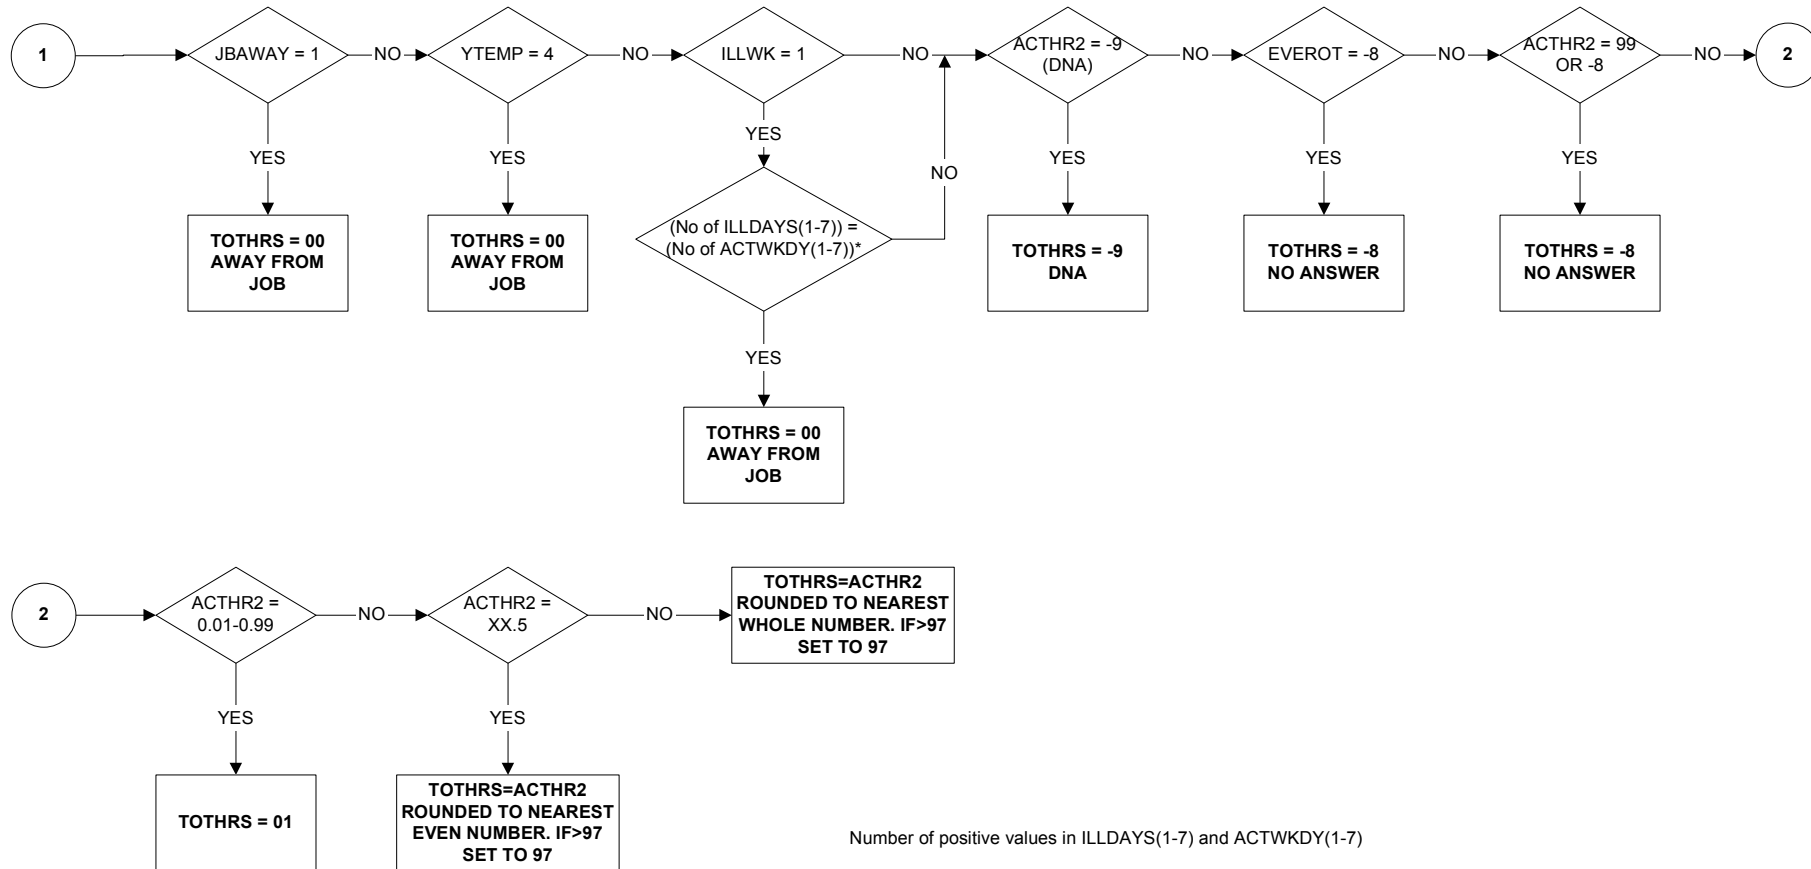 1
JBAWAY = 1
NO
YTEMP = 4
NO
ILLWK = 1
NO
ACTHR2 = -9
(DNA)
NO
EVEROT = -8
NO
ACTHR2 = 99
OR -8
NO
2
YES
YES
YES
YES
YES
YES
NO
TOTHRS = 00
AWAY FROM
JOB
TOTHRS = 00
AWAY FROM
JOB
(No of ILLDAYS(1-7)) =
(No of ACTWKDY(1-7))*
TOTHRS = -9
DNA
TOTHRS = -8
NO ANSWER
TOTHRS = -8
NO ANSWER
YES
TOTHRS = 00
AWAY FROM
JOB
2
ACTHR2 =
0.01-0.99
NO
ACTHR2 =
XX.5
NO
TOTHRS=ACTHR2
ROUNDED TO NEAREST
WHOLE NUMBER. IF>97
SET TO 97
YES
YES
TOTHRS = 01
TOTHRS=ACTHR2
ROUNDED TO NEAREST
EVEN NUMBER. IF>97
SET TO 97
Number of positive values in ILLDAYS(1-7) and ACTWKDY(1-7)